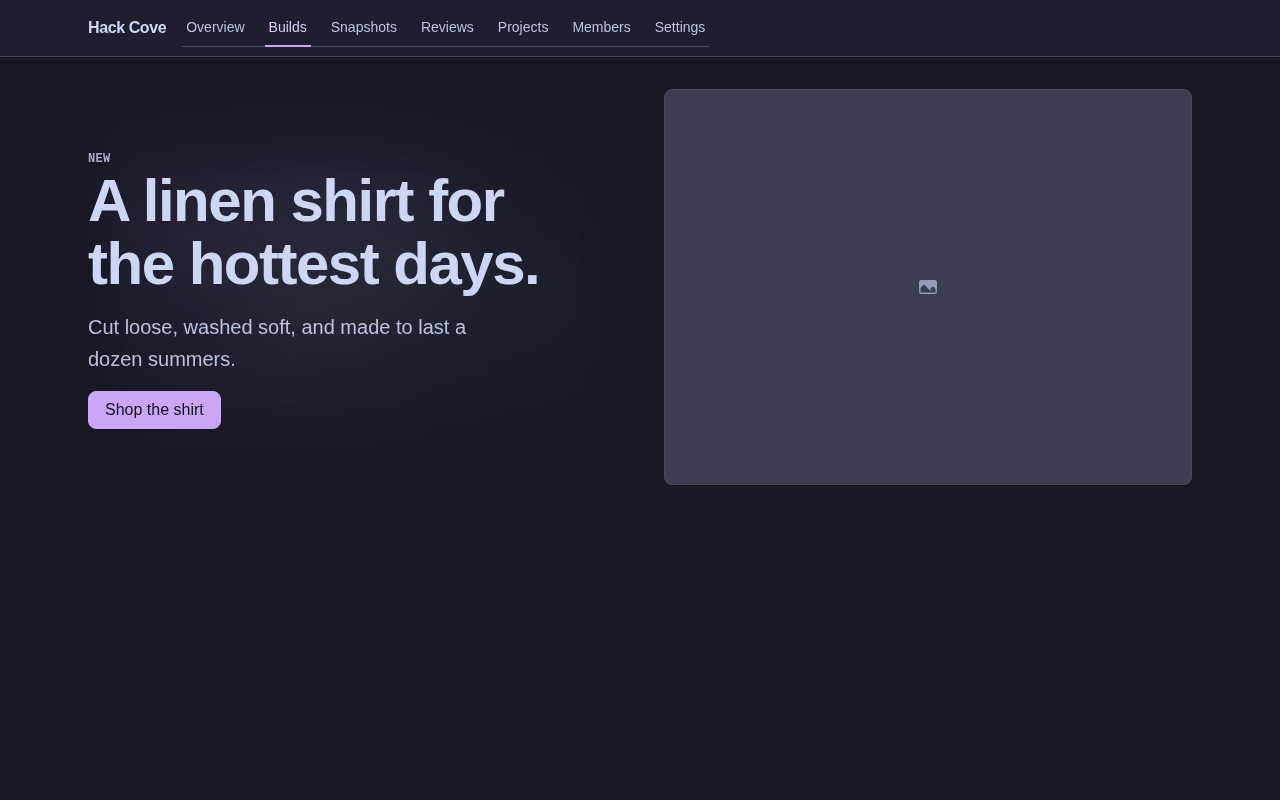 Hack Cove Overview Builds Snapshots Reviews Projects Members Settings
NEW
A linen shirt for
the hottest days.
Cut loose, washed soft, and made to last a
dozen summers.
Shop the shirt